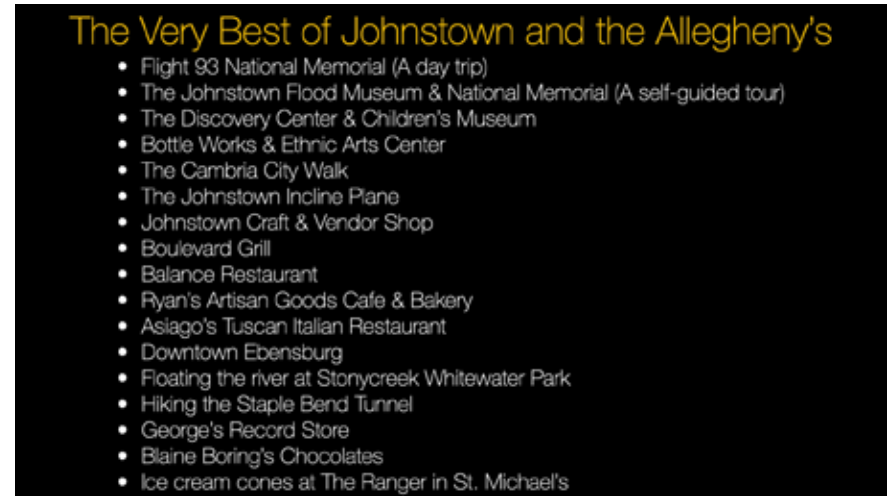 The Very Best of Johnstown and the Allegheny's
• Flight 93 National Memorial (A day trip)
• The Johnstown Flood Museum & National Memorial (A self-guided tour)
• The Discovery Center & Children's Museum
• Bottle Works & Ethnic Arts Center
• The Cambria City Walk
• The Johnstown Incline Plane
• Johnstown Craft & Vendor Shop
• Boulevard Grill
• Balance Restaurant
• Ryan's Artisan Goods Cafe & Bakery
• Asiago's Tuscan Italian Restaurant
• Downtown Ebensburg
• Floating the river at Stonycreek Whitewater Park
• Hiking the Staple Bend Tunnel
• George's Record Store
• Blaine Boring's Chocolates
• Ice cream cones at The Ranger in St. Michael's